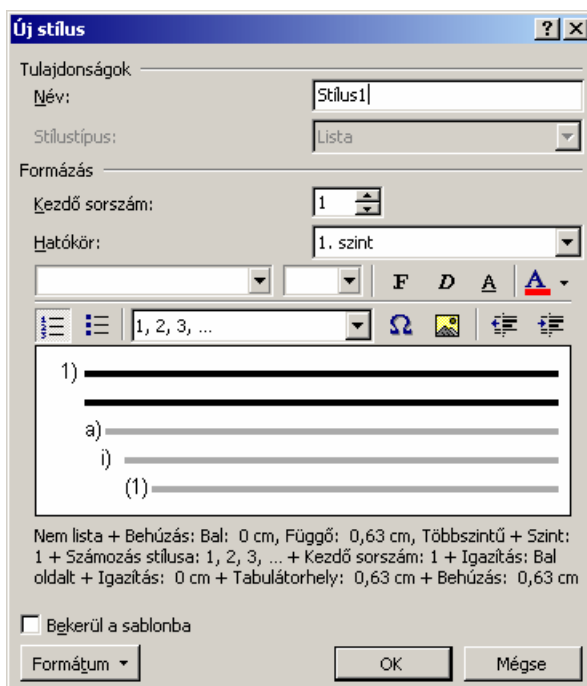 Új stílus
Tulajdonságok
Név:
Stílus1
Stílustípus:
Lista
Formázás
Kezdő sorszám:
1
Hatókör:
1. szint
F D A A
1, 2, 3, ...
Ω
1)
a)
i)
(1)
Nem lista + Behúzás: Bal: 0 cm, Függő: 0,63 cm, Többszintű + Szint:
1 + Számozás stílusa: 1, 2, 3, ... + Kezdő sorszám: 1 + Igazítás: Bal
oldalt + Igazítás: 0 cm + Tabulátorhely: 0,63 cm + Behúzás: 0,63 cm
Bekerül a sablonba
Formátum
OK
Mégse